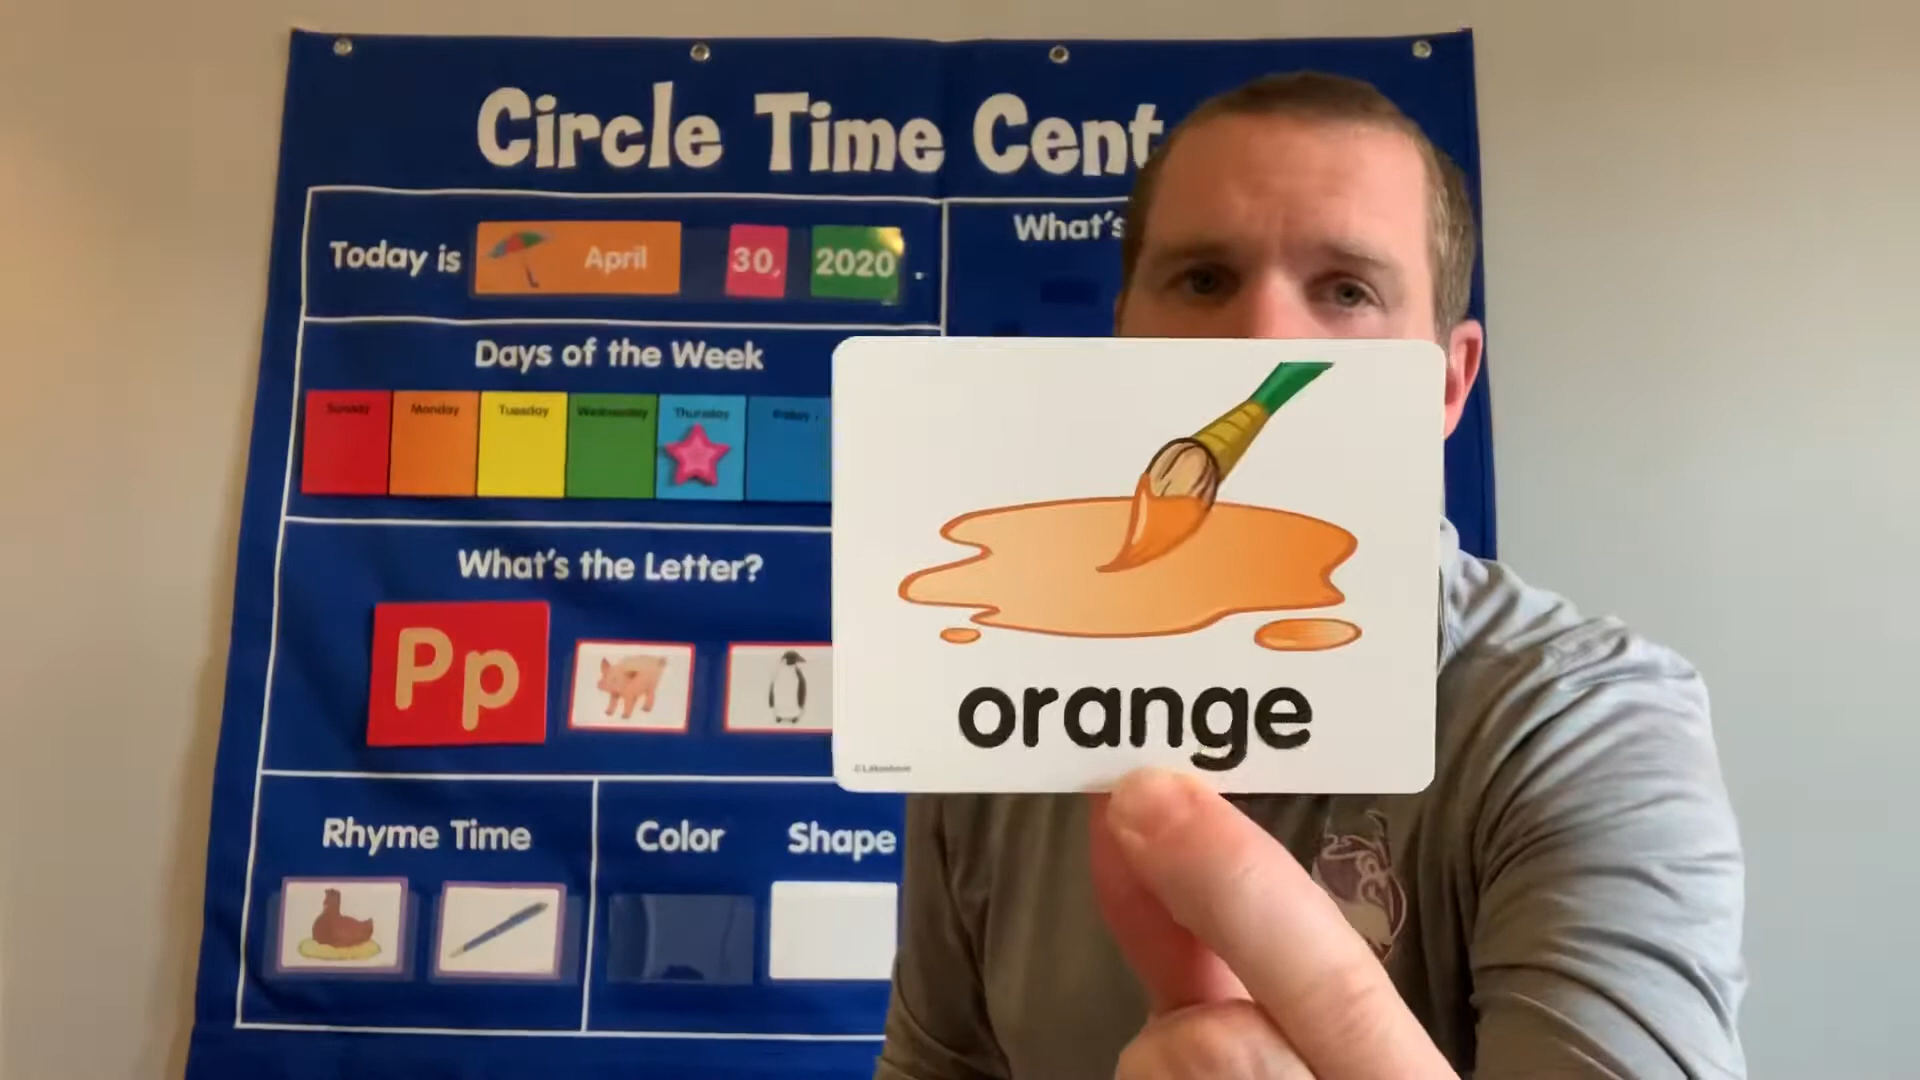 Circle Time Cent
Today is April 30, 2020.
What's
Days of the Week
Sunday Monday Tuesday Wednesday Thursday Friday
What's the Letter?
Pp
orange
©Lakeshore
Rhyme Time
Color Shape